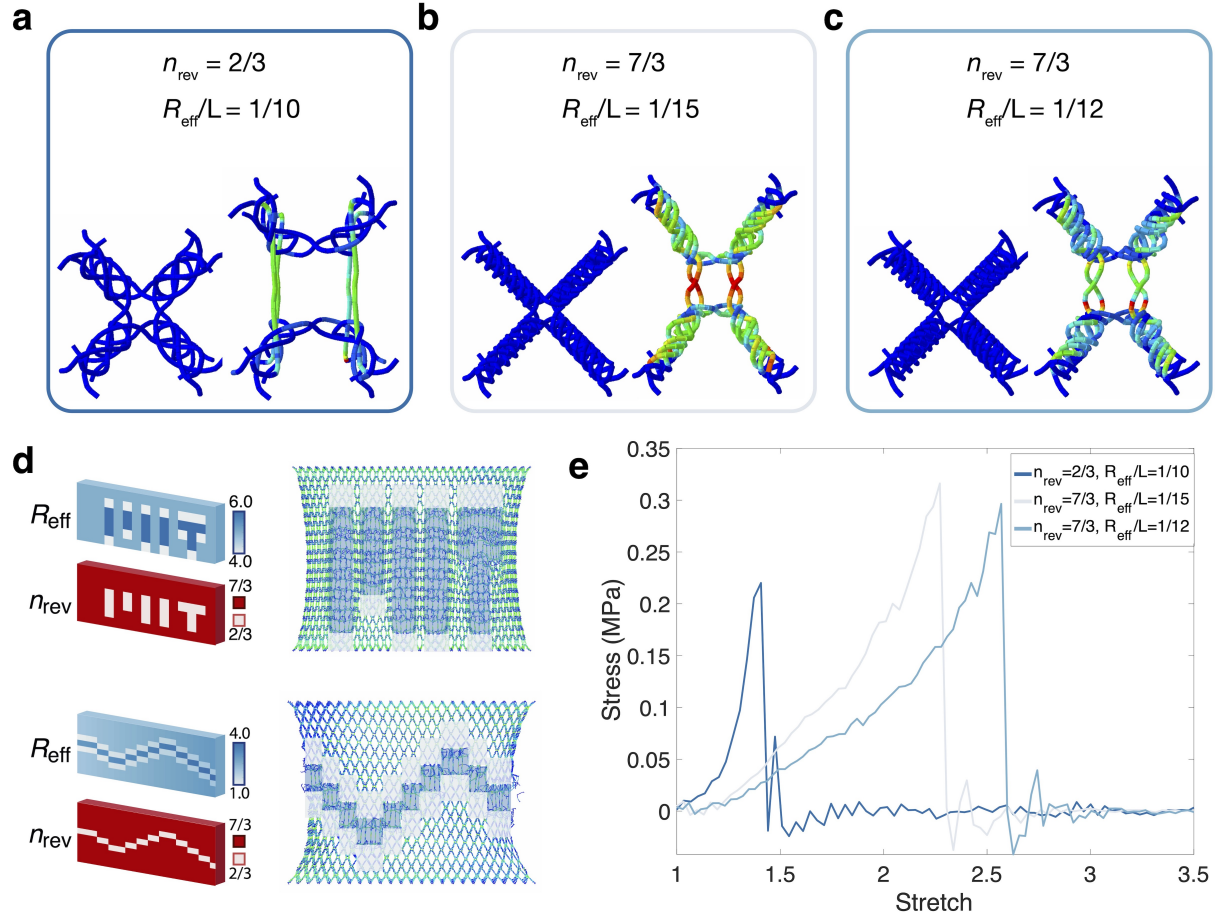 a
n_rev = 2/3
R_eff/L = 1/10
b
n_rev = 7/3
R_eff/L = 1/15
c
n_rev = 7/3
R_eff/L = 1/12
d
R_eff
6.0
4.0
n_rev
7/3
2/3
MIT
MIT
R_eff
4.0
1.0
n_rev
7/3
2/3
e
Stress (MPa)
0.35
0.3
0.25
0.2
0.15
0.1
0.05
0
1
1.5
2
2.5
3
3.5
Stretch
n_rev=2/3, R_eff/L=1/10
n_rev=7/3, R_eff/L=1/15
n_rev=7/3, R_eff/L=1/12